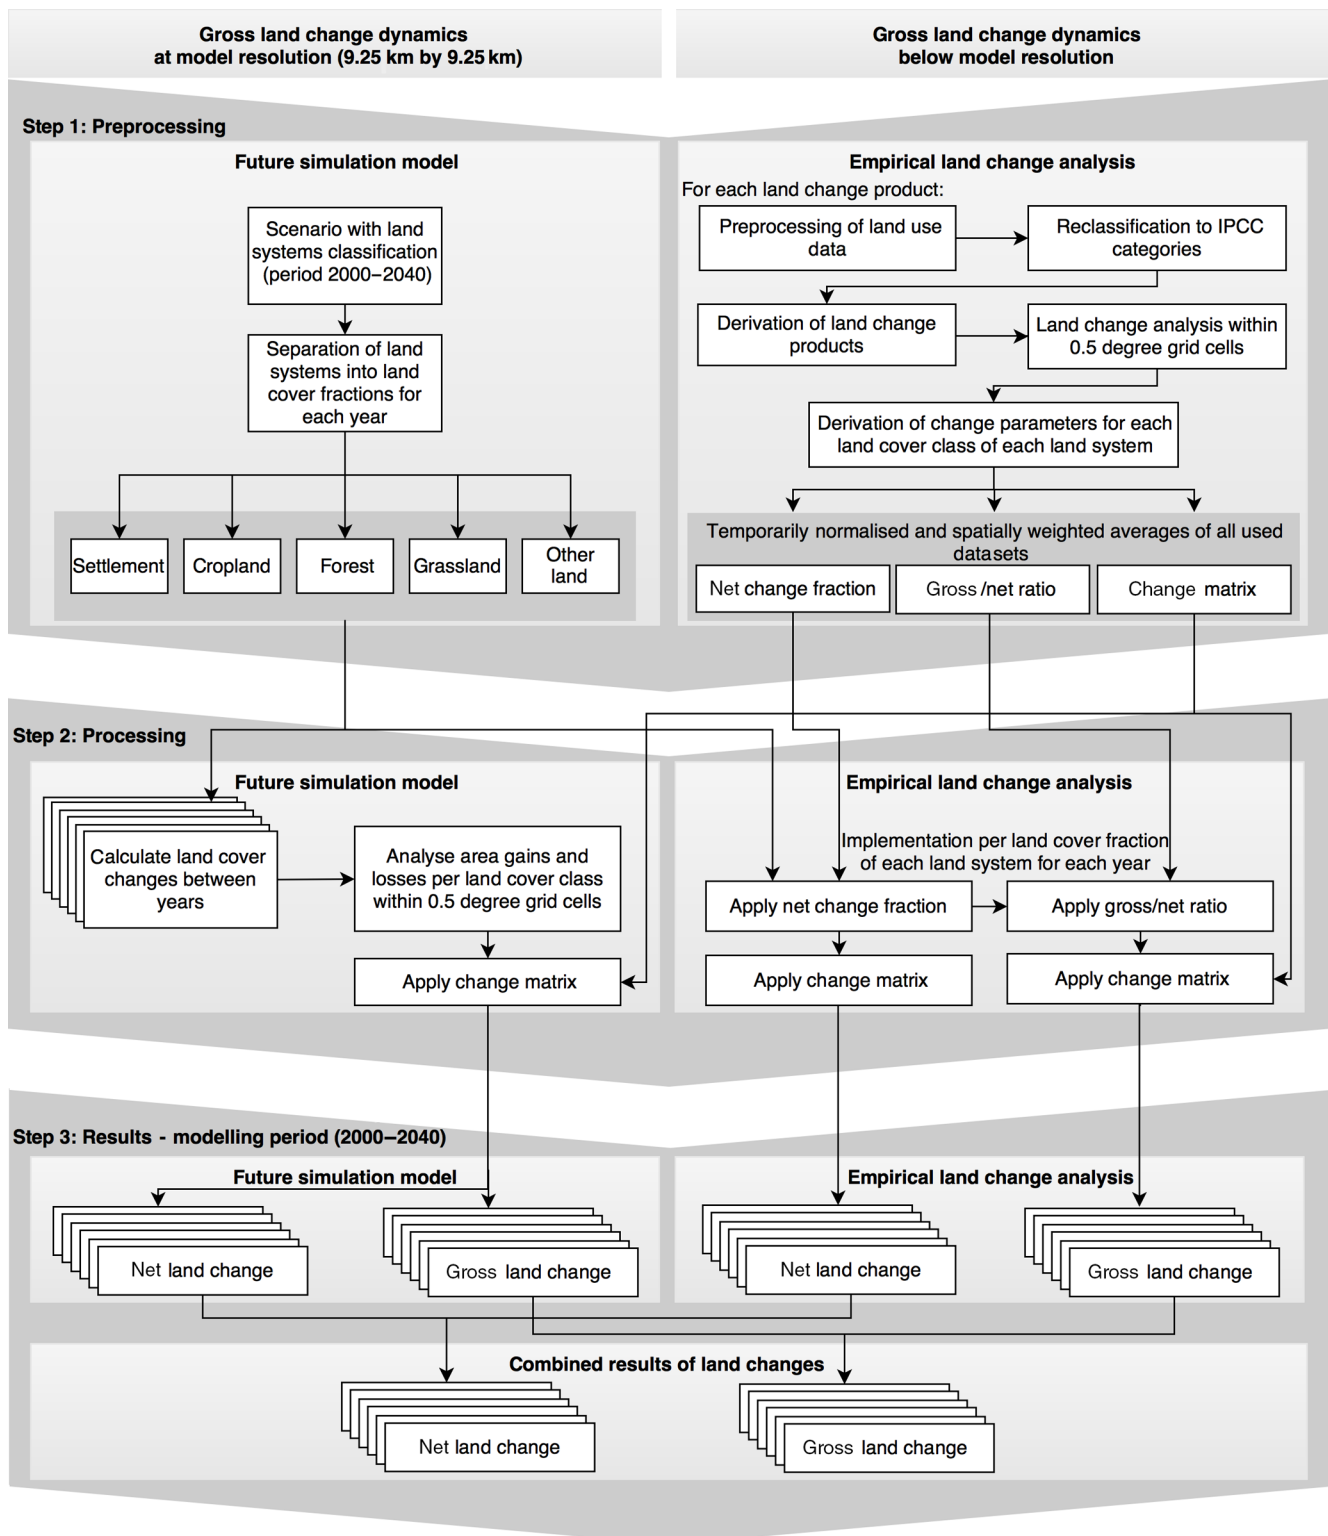 Gross land change dynamics
at model resolution (9.25 km by 9.25 km)
Gross land change dynamics
below model resolution
Step 1: Preprocessing
Future simulation model
Scenario with land
systems classification
(period 2000–2040)
Separation of land
systems into land
cover fractions for
each year
Settlement
Cropland
Forest
Grassland
Other
land
Empirical land change analysis
For each land change product:
Preprocessing of land use
data
Reclassification to IPCC
categories
Derivation of land change
products
Land change analysis within
0.5 degree grid cells
Derivation of change parameters for each
land cover class of each land system
Temporarily normalised and spatially weighted averages of all used
datasets
Net change fraction
Gross/net ratio
Change matrix
Step 2: Processing
Future simulation model
Calculate land cover
changes between
years
Analyse area gains and
losses per land cover class
within 0.5 degree grid cells
Apply change matrix
Empirical land change analysis
Implementation per land cover fraction
of each land system for each year
Apply net change fraction
Apply gross/net ratio
Apply change matrix
Apply change matrix
Step 3: Results - modelling period (2000–2040)
Future simulation model
Net land change
Gross land change
Empirical land change analysis
Net land change
Gross land change
Combined results of land changes
Net land change
Gross land change